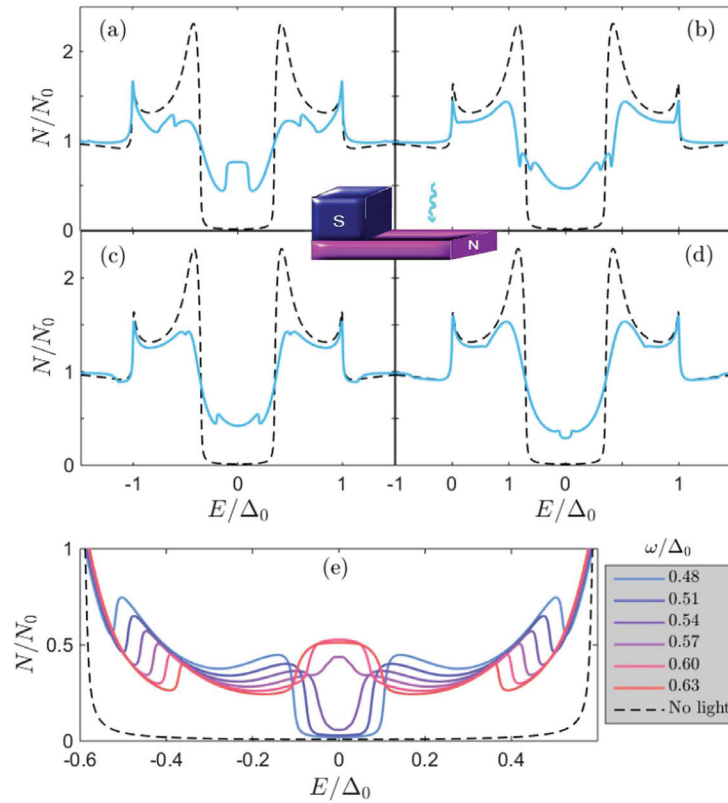 (a)
(b)
2
N/N₀
1
0
S
N
(c)
(d)
2
N/N₀
1
0
-1 0 1 -1 0 1 0 1
E/Δ₀ E/Δ₀
(e)
1
N/N₀
0.5
0
-0.6 -0.4 -0.2 0 0.2 0.4
E/Δ₀
ω/Δ₀
0.48
0.51
0.54
0.57
0.60
0.63
No light